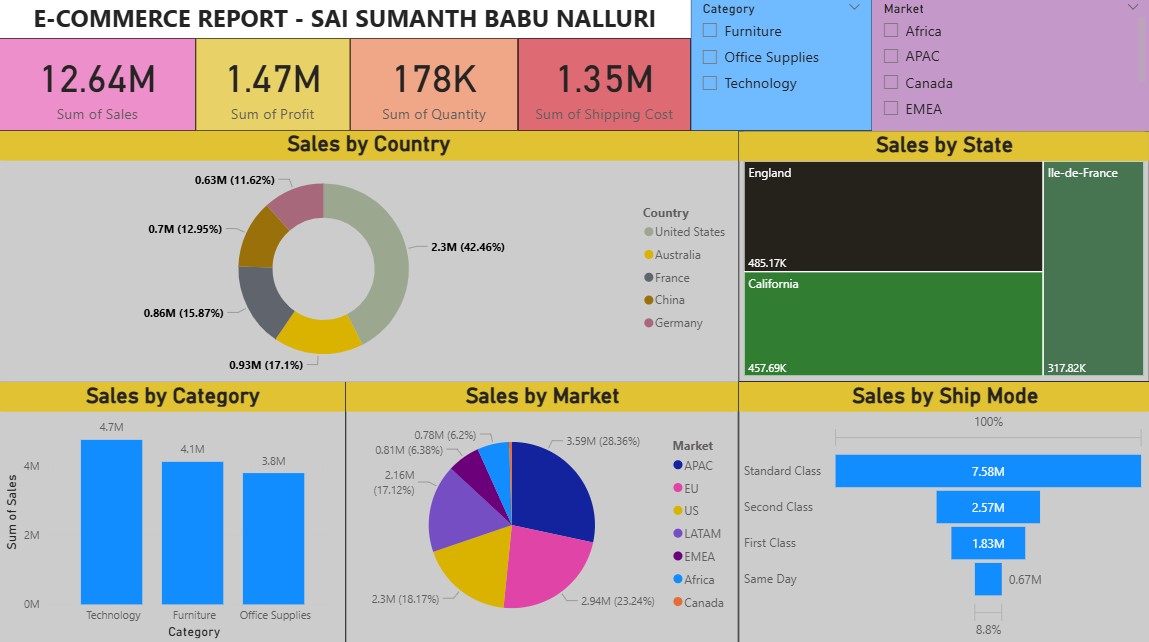 E-COMMERCE REPORT - SAI SUMANTH BABU NALLURI
12.64M
Sum of Sales
1.47M
Sum of Profit
178K
Sum of Quantity
1.35M
Sum of Shipping Cost
Category
Furniture
Office Supplies
Technology
Market
Africa
APAC
Canada
EMEA
Sales by Country
0.63M (11.62%)
0.7M (12.95%)
0.86M (15.87%)
0.93M (17.1%)
2.3M (42.46%)
Country
United States
Australia
France
China
Germany
Sales by State
England
485.17K
California
457.69K
Ile-de-France
317.82K
Sales by Category
4.7M
4.1M
3.8M
4M
2M
0M
Sum of Sales
Technology
Furniture
Office Supplies
Category
Sales by Market
0.78M (6.2%)
0.81M (6.38%)
2.16M
(17.12%)
2.3M (18.17%)
3.59M (28.36%)
2.94M (23.24%)
Market
APAC
EU
US
LATAM
EMEA
Africa
Canada
Sales by Ship Mode
100%
Standard Class
7.58M
Second Class
2.57M
First Class
1.83M
Same Day
0.67M
8.8%